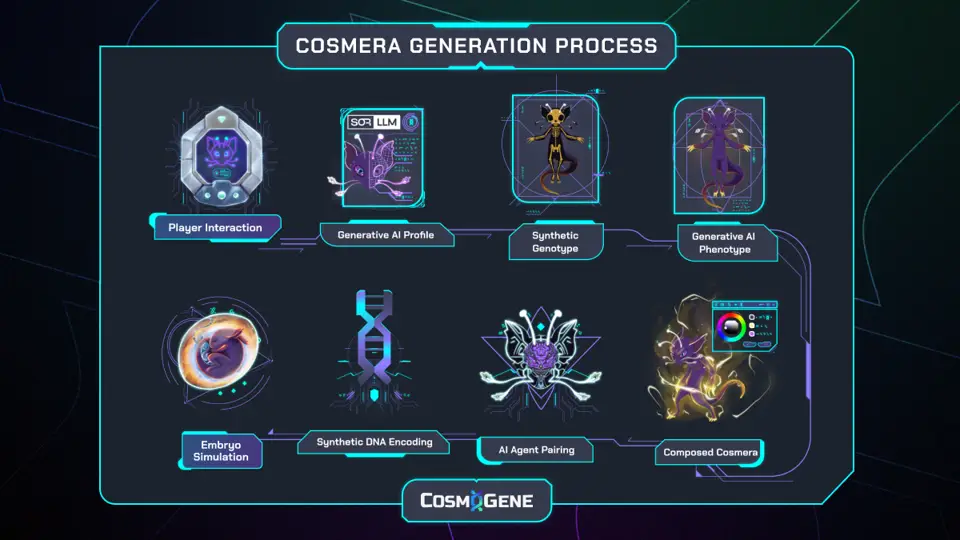 COSMERA GENERATION PROCESS
SOR LLM
Player Interaction
Generative AI Profile
Synthetic
Genotype
Generative AI
Phenotype
Embryo
Simulation
Synthetic DNA Encoding
AI Agent Pairing
Composed Cosmera
COSMOGENE